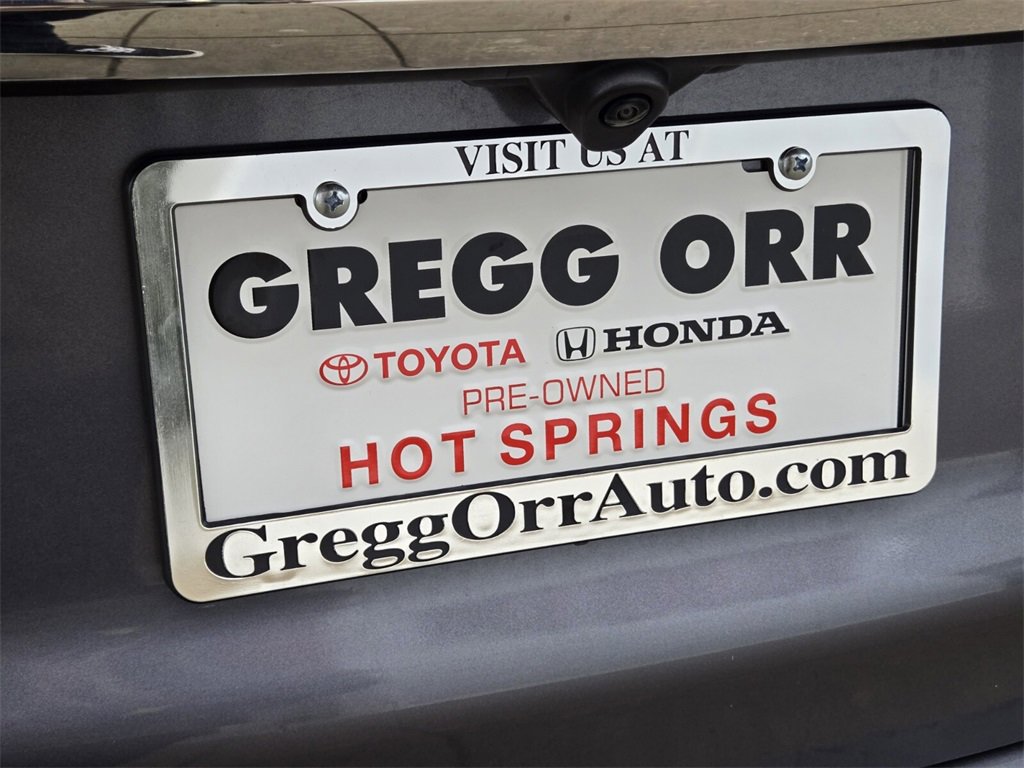 VISIT US AT
GREGG ORR
TOYOTA HONDA
PRE-OWNED
HOT SPRINGS
GreggOrrAuto.com